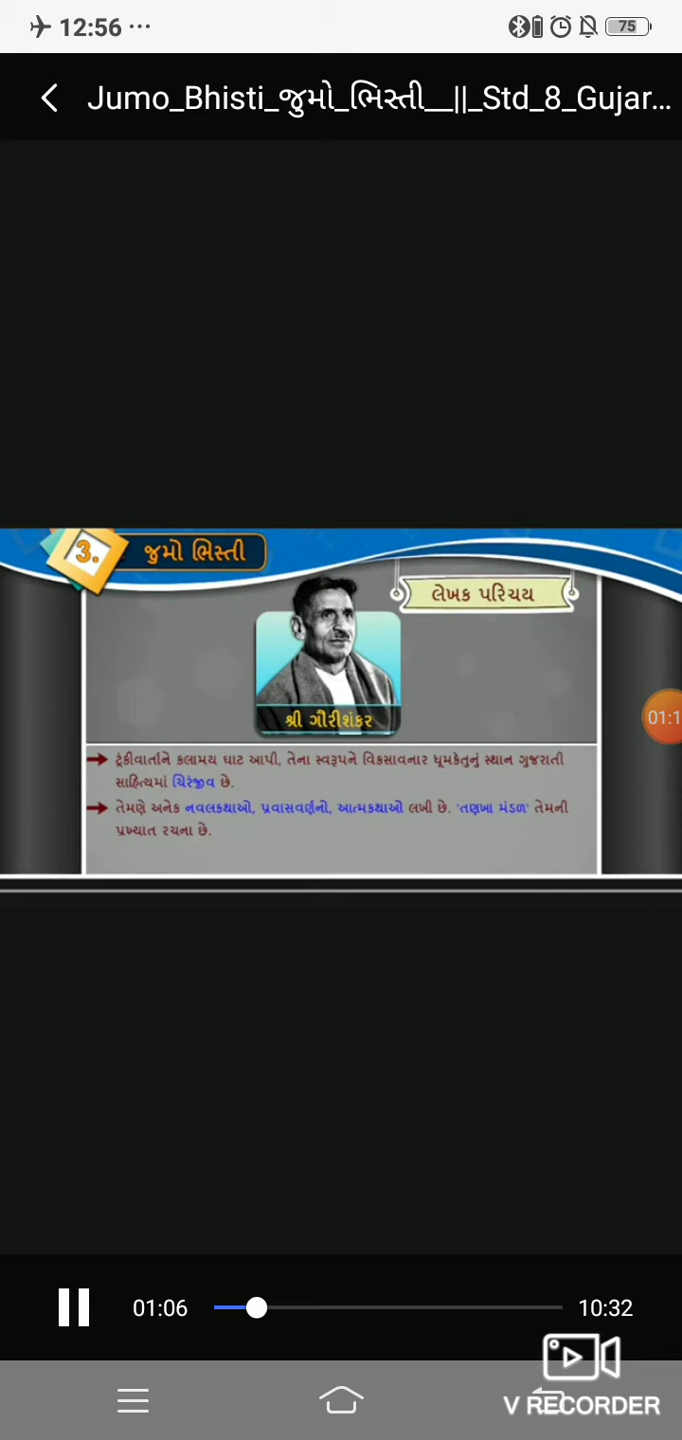 12:56 ...
75
Jumo_Bhisti_જુમો_ભિસ્તી__||_Std_8_Gujar...
3. જુમો ભિસ્તી
લેખક પરિચય
શ્રી ગૌરીશંકર
01:1
ટૂંકીવાર્તાને કલામય ઘાટ આપી, તેના સ્વરૂપને વિકસાવનાર ધૂમકેતુનું સ્થાન ગુજરાતી
સાહિત્યમાં ચિરંજીવ છે.
તેમણે અનેક નવલકથાઓ, પ્રવાસવર્ણનો, આત્મકથાઓ લખી છે. 'તણખા મંડળ' તેમની
પ્રખ્યાત રચના છે.
01:06
10:32
V RECORDER